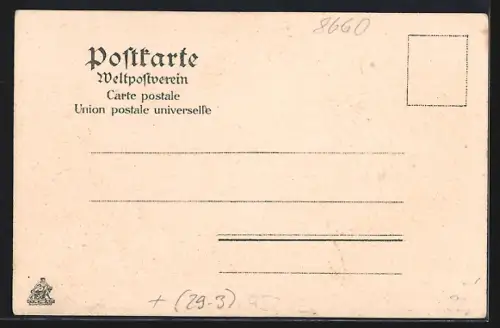 8660
Postkarte
Weltpostverein
Carte postale
Union postale universelle
+ (29-3)